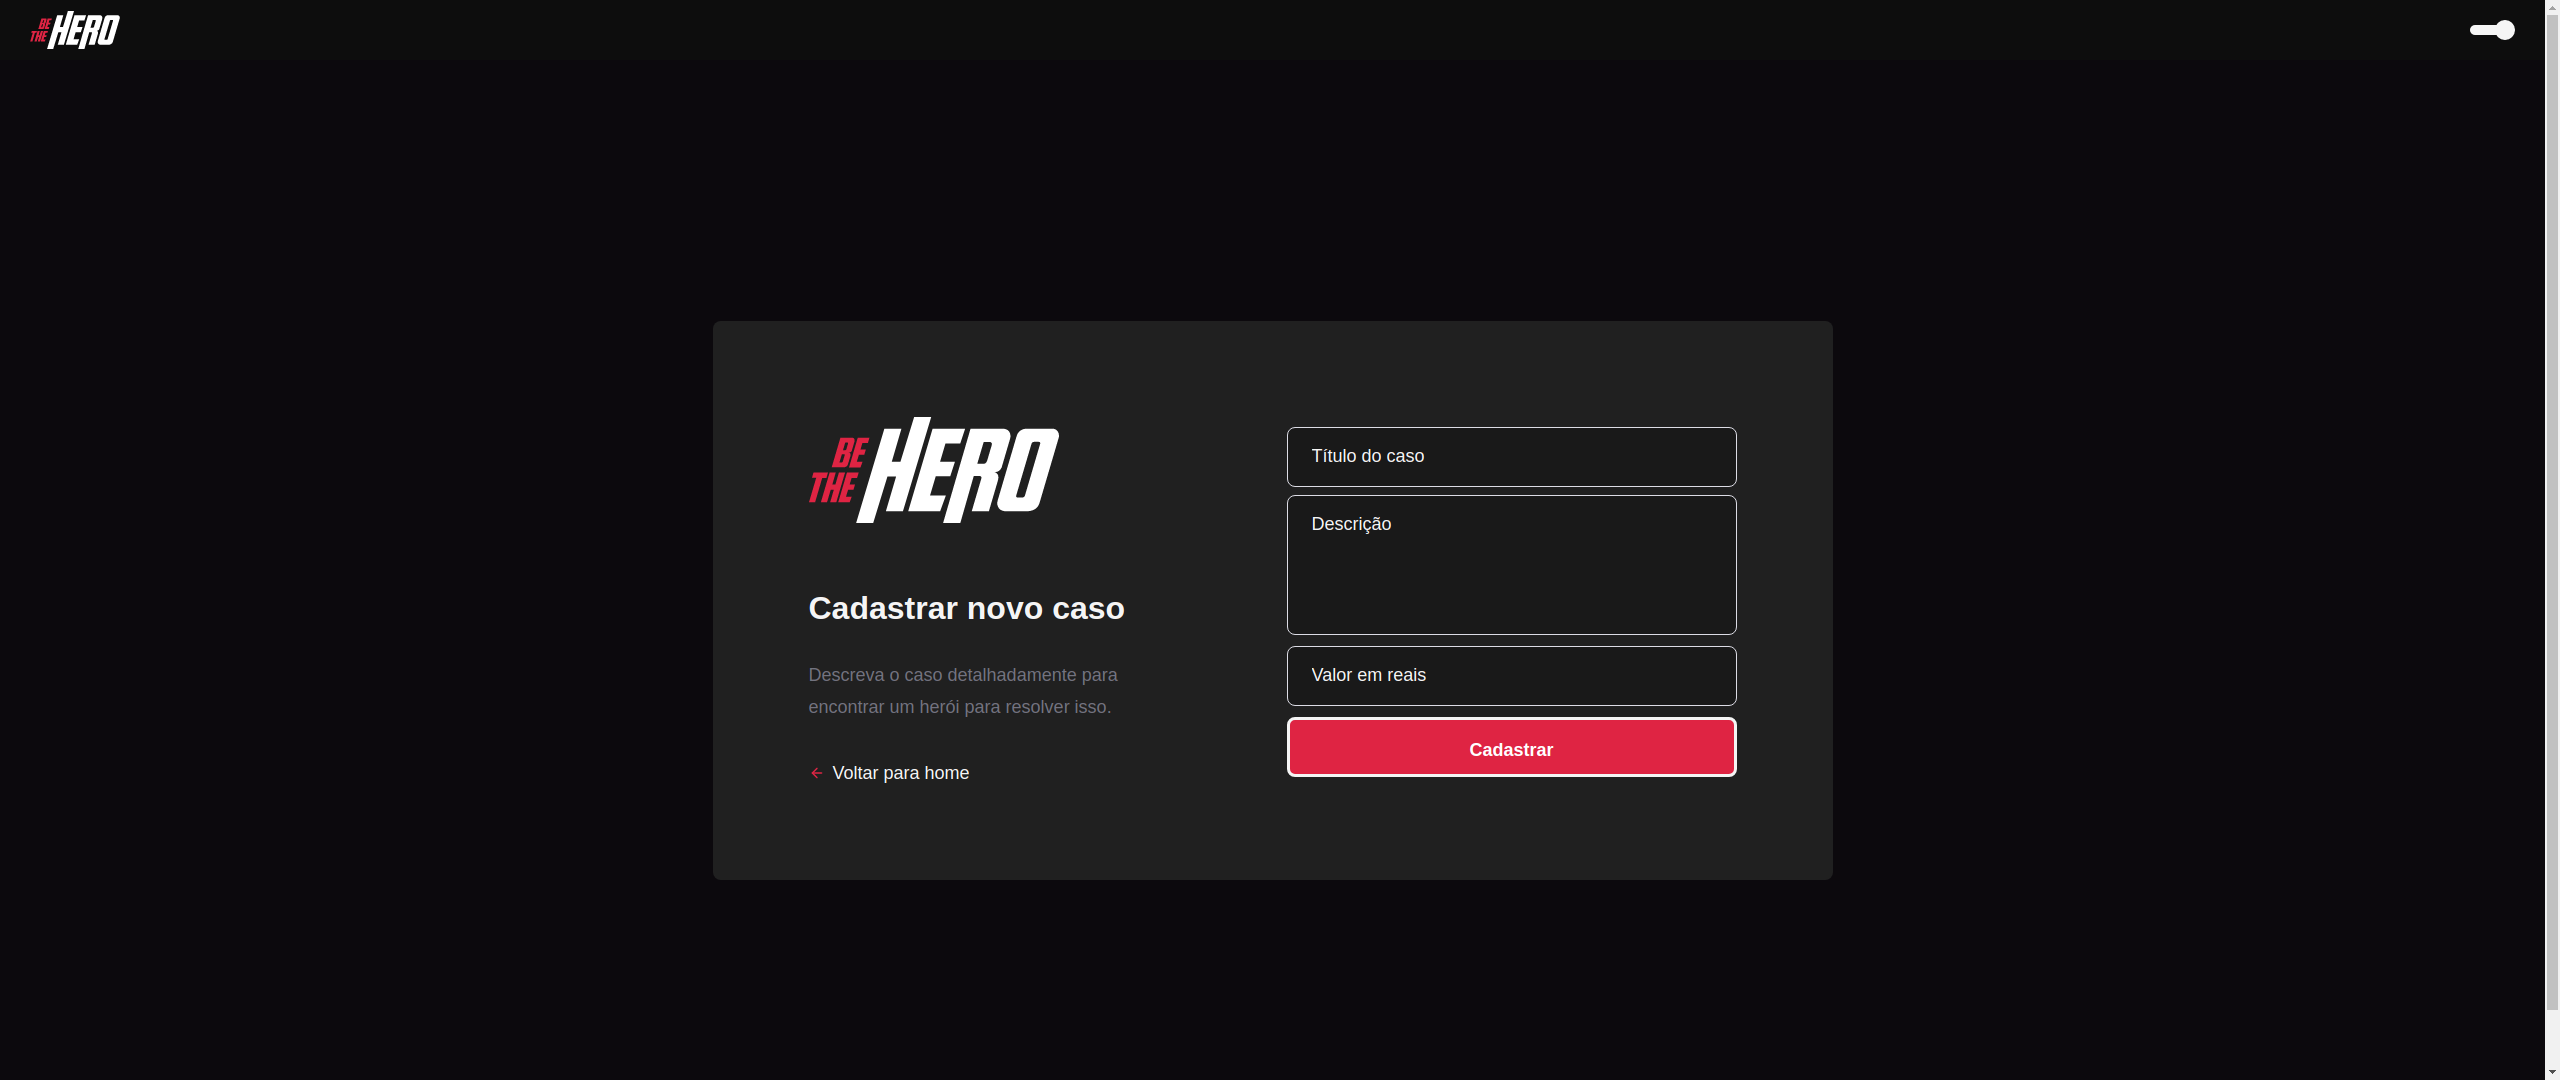 BE
THE HERO
BE
THE HERO
Cadastrar novo caso
Descreva o caso detalhadamente para
encontrar um herói para resolver isso.
Voltar para home
Título do caso
Descrição
Valor em reais
Cadastrar